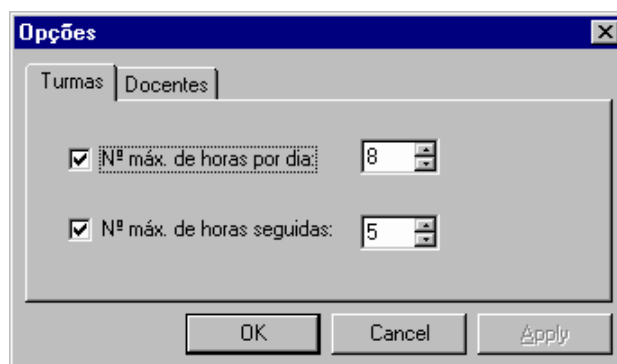 Opções
Turmas Docentes
Nº máx. de horas por dia: 8
Nº máx. de horas seguidas: 5
OK Cancel Apply